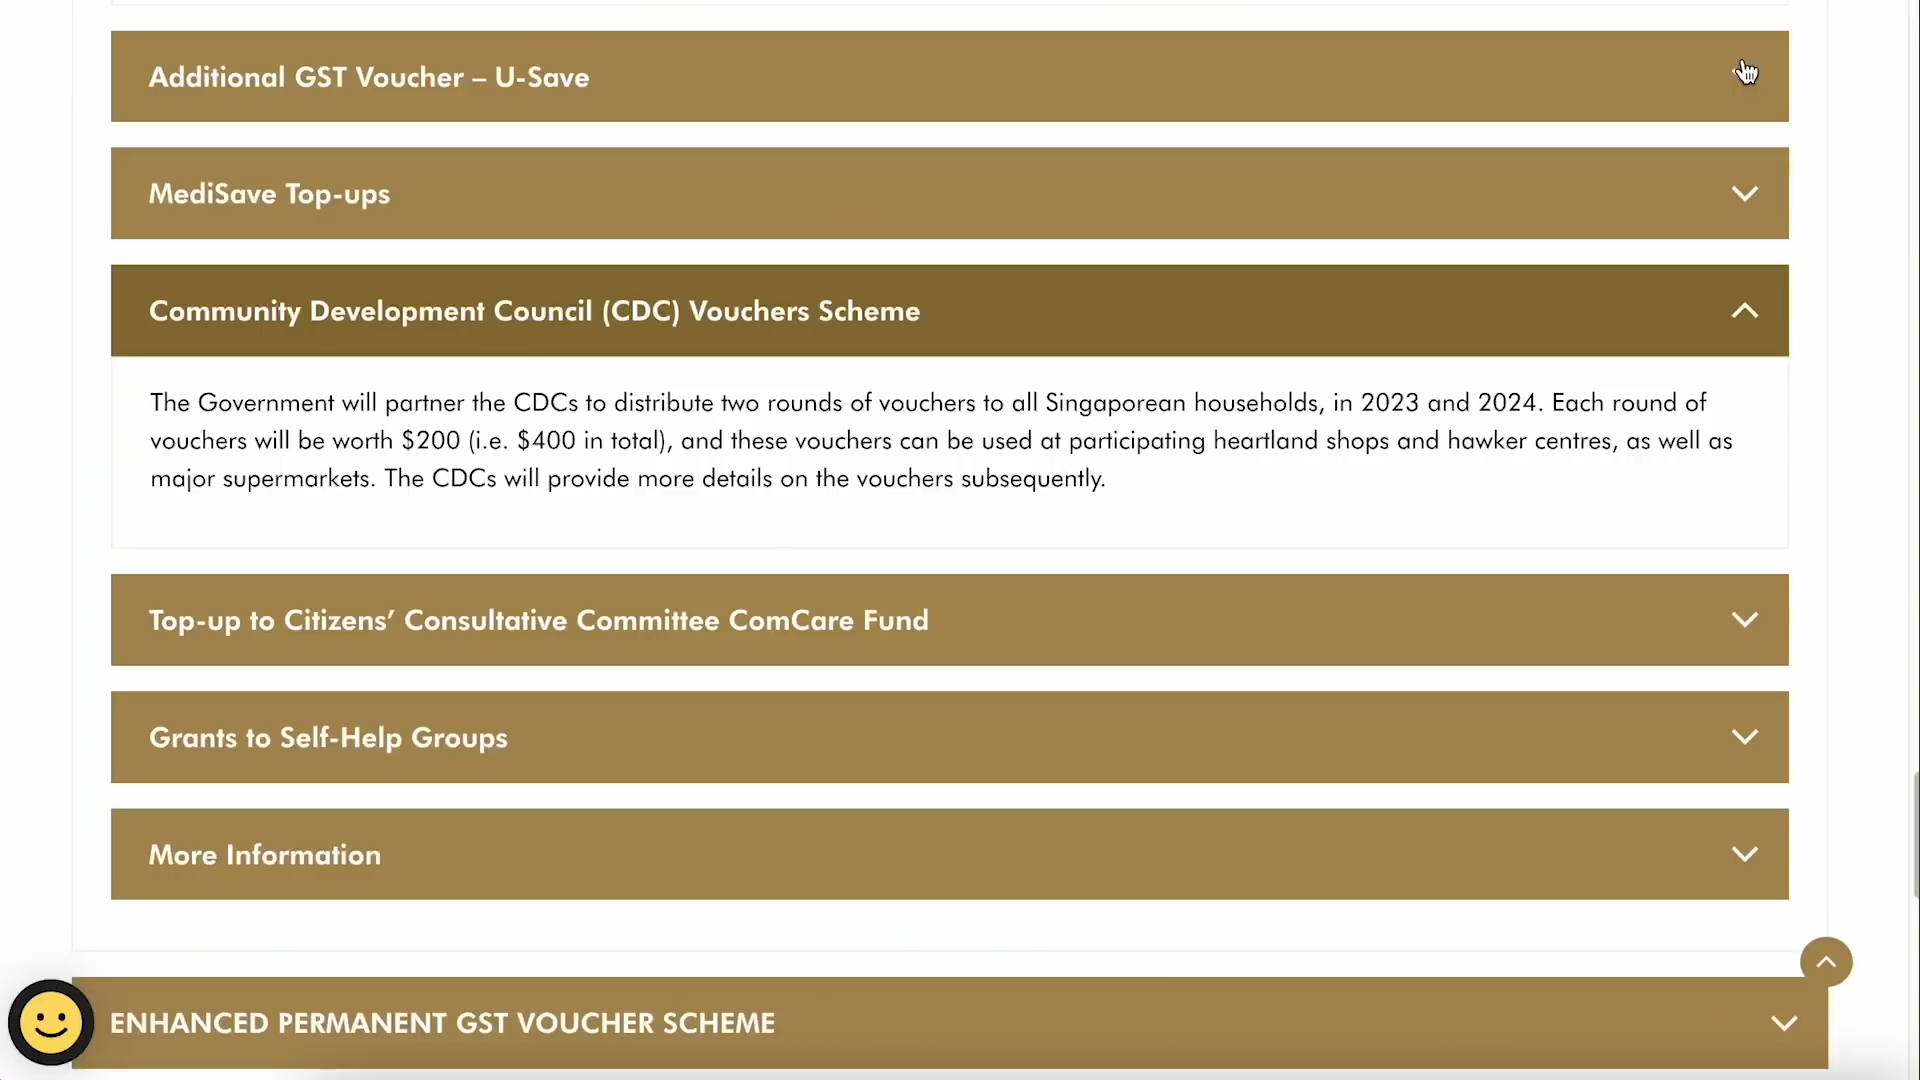 Additional GST Voucher – U-Save
MediSave Top-ups
Community Development Council (CDC) Vouchers Scheme
The Government will partner the CDCs to distribute two rounds of vouchers to all Singaporean households, in 2023 and 2024. Each round of
vouchers will be worth $200 (i.e. $400 in total), and these vouchers can be used at participating heartland shops and hawker centres, as well as
major supermarkets. The CDCs will provide more details on the vouchers subsequently.
Top-up to Citizens’ Consultative Committee ComCare Fund
Grants to Self-Help Groups
More Information
ENHANCED PERMANENT GST VOUCHER SCHEME